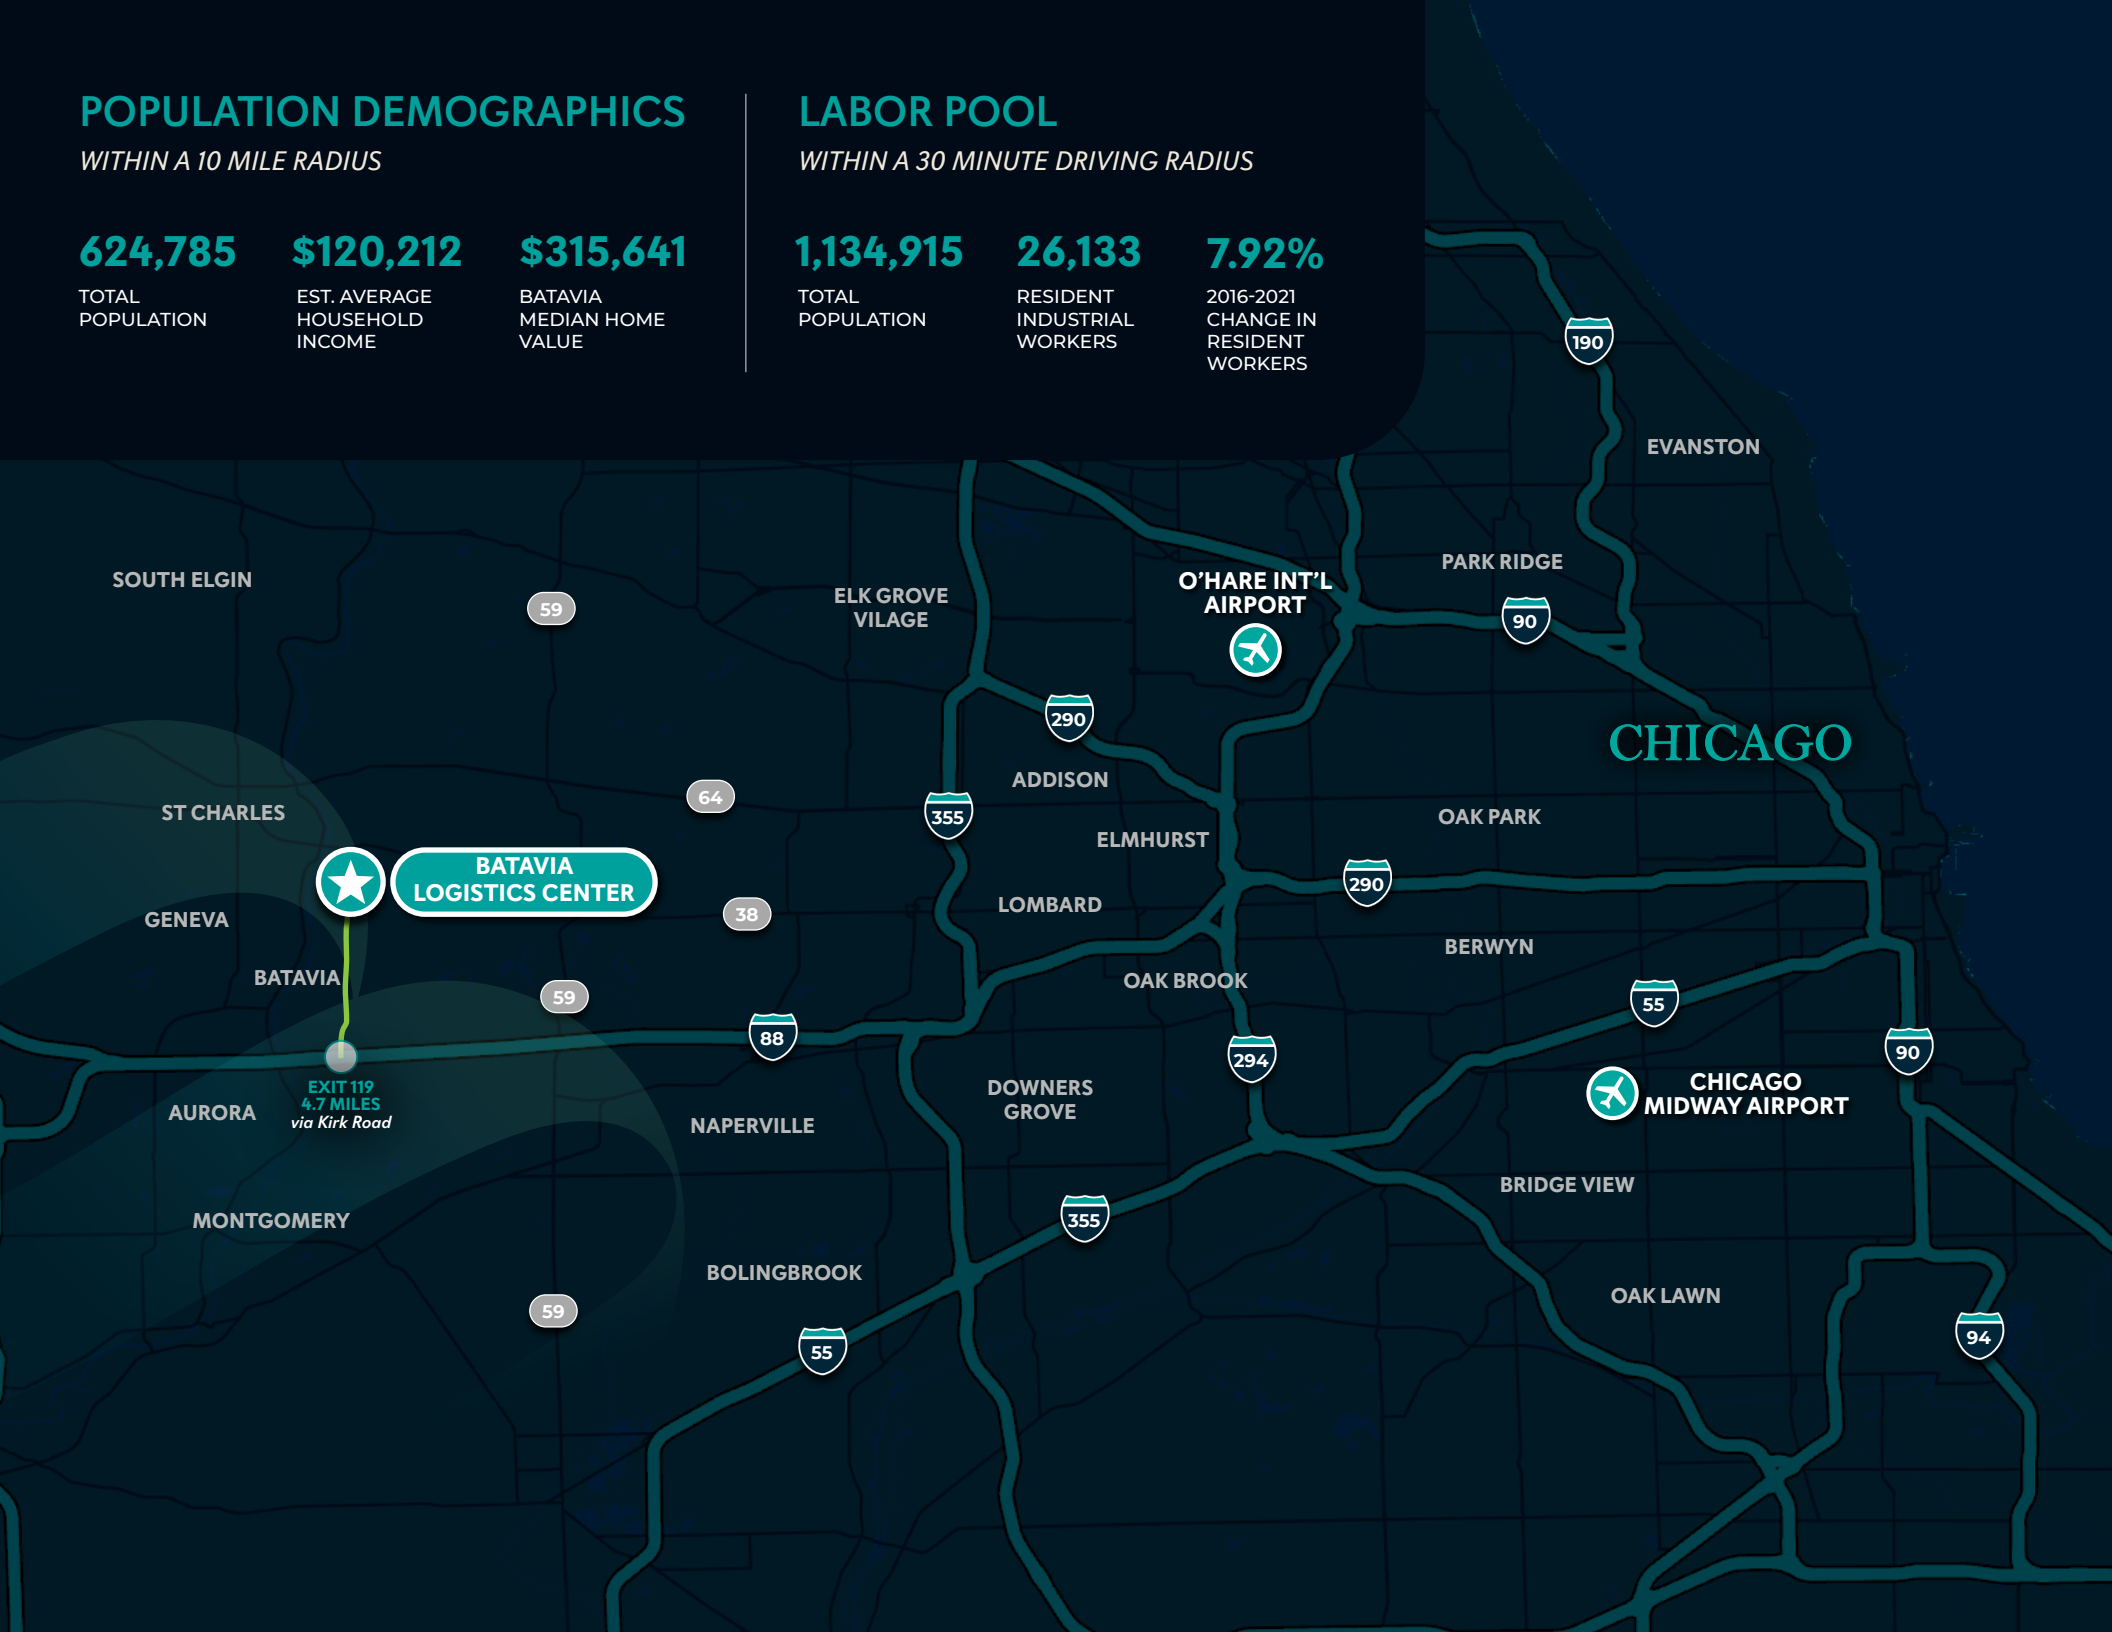 POPULATION DEMOGRAPHICS
WITHIN A 10 MILE RADIUS
624,785
TOTAL
POPULATION
$120,212
EST. AVERAGE
HOUSEHOLD
INCOME
$315,641
BATAVIA
MEDIAN HOME
VALUE
LABOR POOL
WITHIN A 30 MINUTE DRIVING RADIUS
1,134,915
TOTAL
POPULATION
26,133
RESIDENT
INDUSTRIAL
WORKERS
7.92%
2016-2021
CHANGE IN
RESIDENT
WORKERS
190
EVANSTON
PARK RIDGE
SOUTH ELGIN
59
ELK GROVE
VILAGE
O'HARE INT'L
AIRPORT
90
290
CHICAGO
ADDISON
64
ST CHARLES
355
OAK PARK
ELMHURST
BATAVIA
LOGISTICS CENTER
290
LOMBARD
38
GENEVA
BERWYN
BATAVIA
OAK BROOK
59
55
88
294
90
EXIT 119
4.7 MILES
via Kirk Road
AURORA
DOWNERS
GROVE
CHICAGO
MIDWAY AIRPORT
NAPERVILLE
BRIDGE VIEW
MONTGOMERY
355
BOLINGBROOK
OAK LAWN
59
55
94